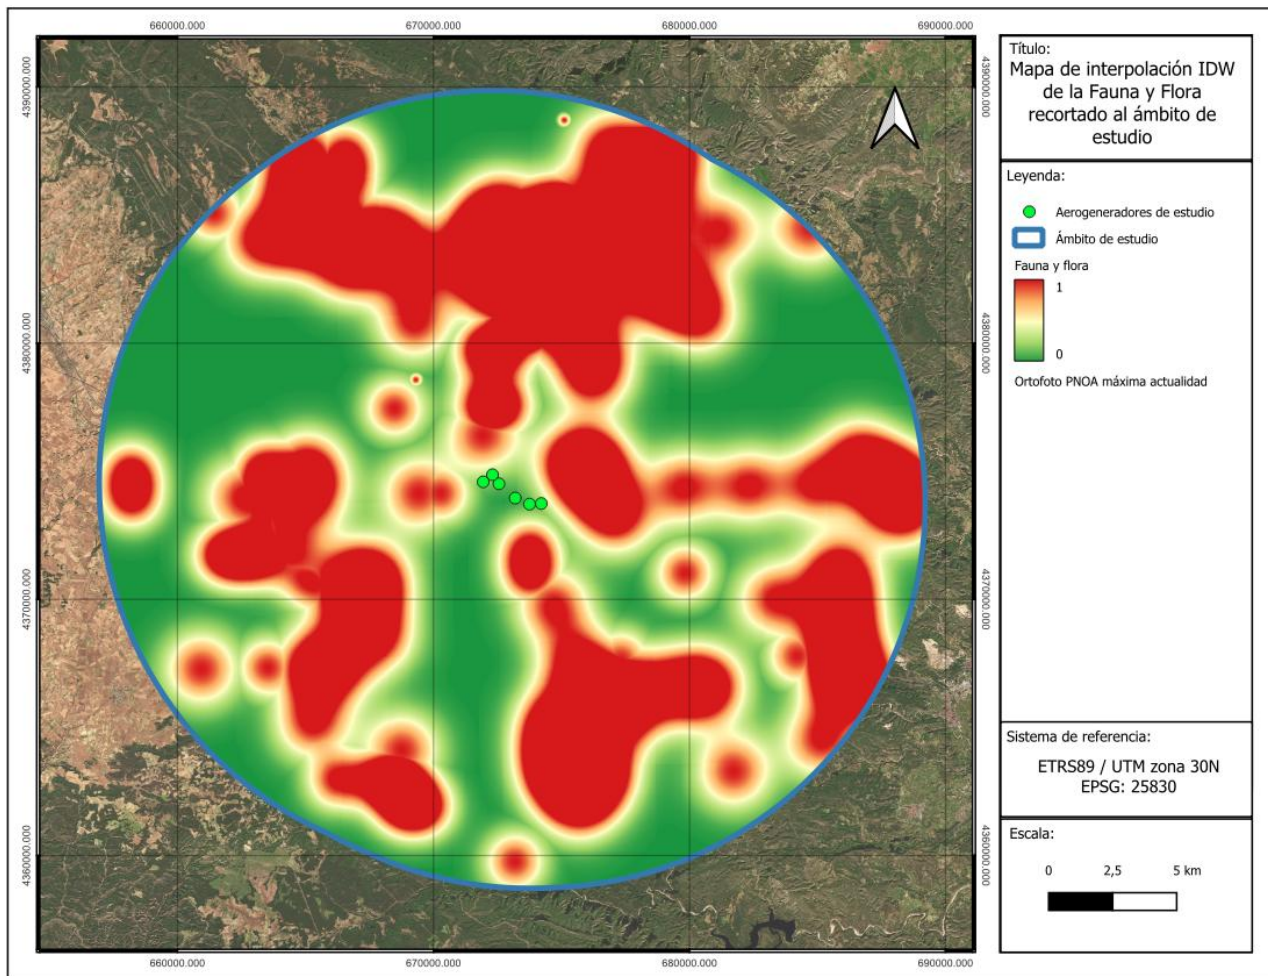 660000.000 670000.000 680000.000 690000.000
4390000.000 4380000.000 4370000.000 4360000.000
4390000.000 4380000.000 4370000.000 4360000.000
660000.000 670000.000 680000.000 690000.000
Título:
Mapa de interpolación IDW
de la Fauna y Flora
recortado al ámbito de
estudio
Leyenda:
Aerogeneradores de estudio
Ámbito de estudio
Fauna y flora
1
0
Ortofoto PNOA máxima actualidad
Sistema de referencia:
ETRS89 / UTM zona 30N
EPSG: 25830
Escala:
0 2,5 5 km